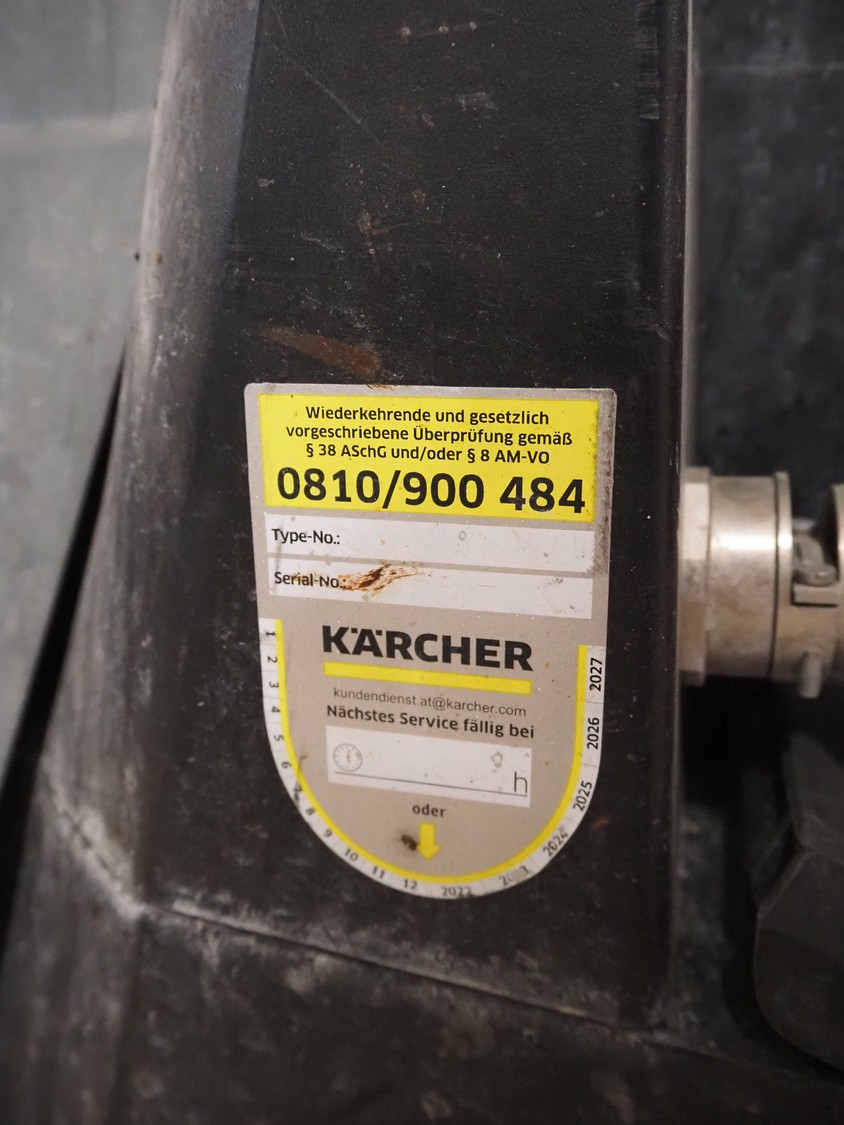 Wiederkehrende und gesetzlich
vorgeschriebene Überprüfung gemäß
§ 38 ASchG und/oder § 8 AM-VO
0810/900 484
Type-No.:
Serial-No.:
KÄRCHER
kundendienst.at@karcher.com
Nächstes Service fällig bei
h
oder
1
2
3
4
5
6
7
8
9
10
11
12
2022
2023
2024
2025
2026
2027